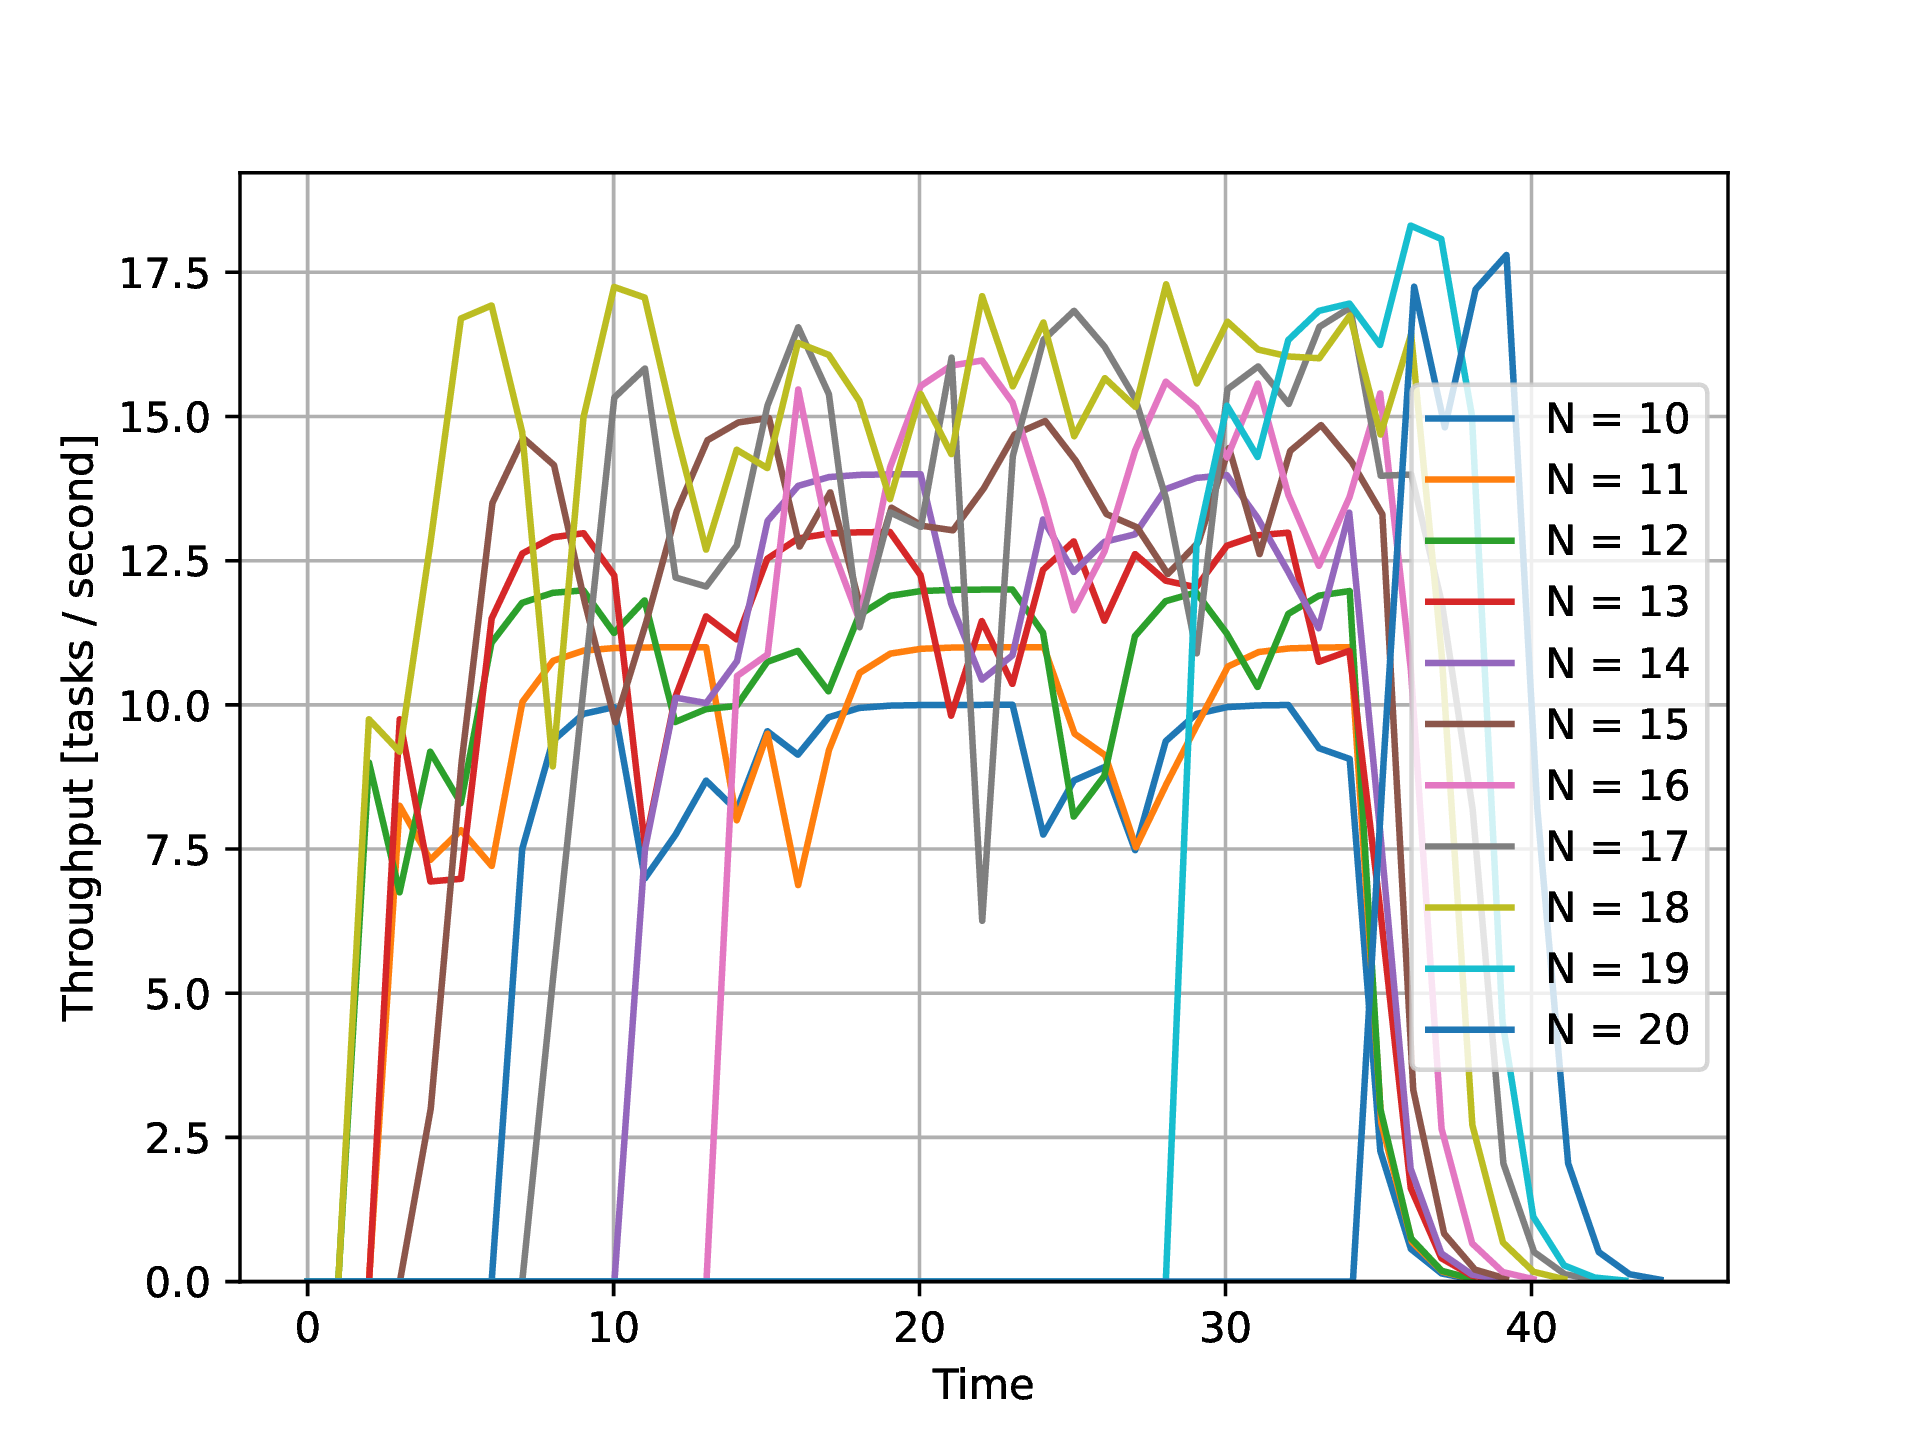 17.5
15.0
12.5
10.0
7.5
5.0
2.5
0.0
Throughput [tasks / second]
0 10 20 30 40
Time
N = 10
N = 11
N = 12
N = 13
N = 14
N = 15
N = 16
N = 17
N = 18
N = 19
N = 20